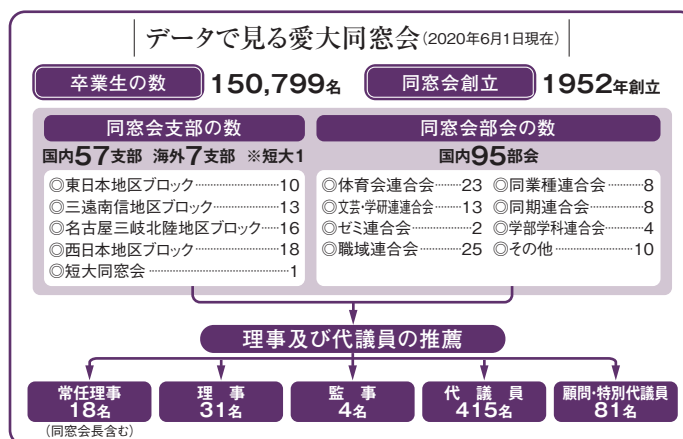 データで見る愛大同窓会(2020年6月1日現在)
卒業生の数 150,799名 同窓会創立 1952年創立
同窓会支部の数
国内57支部 海外7支部 ※短大1
◎東日本地区ブロック 10
◎三遠南信地区ブロック 13
◎名古屋三岐北陸地区ブロック 16
◎西日本地区ブロック 18
◎短大同窓会 1
同窓会部会の数
国内95部会
◎体育会連合会 23
◎文芸・学研連連合会 13
◎ゼミ連合会 2
◎職域連合会 25
◎同業種連合会 8
◎同期連合会 8
◎学部学科連合会 4
◎その他 10
理事及び代議員の推薦
常任理事
18名
(同窓会長含む)
理事
31名
監事
4名
代議員
415名
顧問・特別代議員
81名